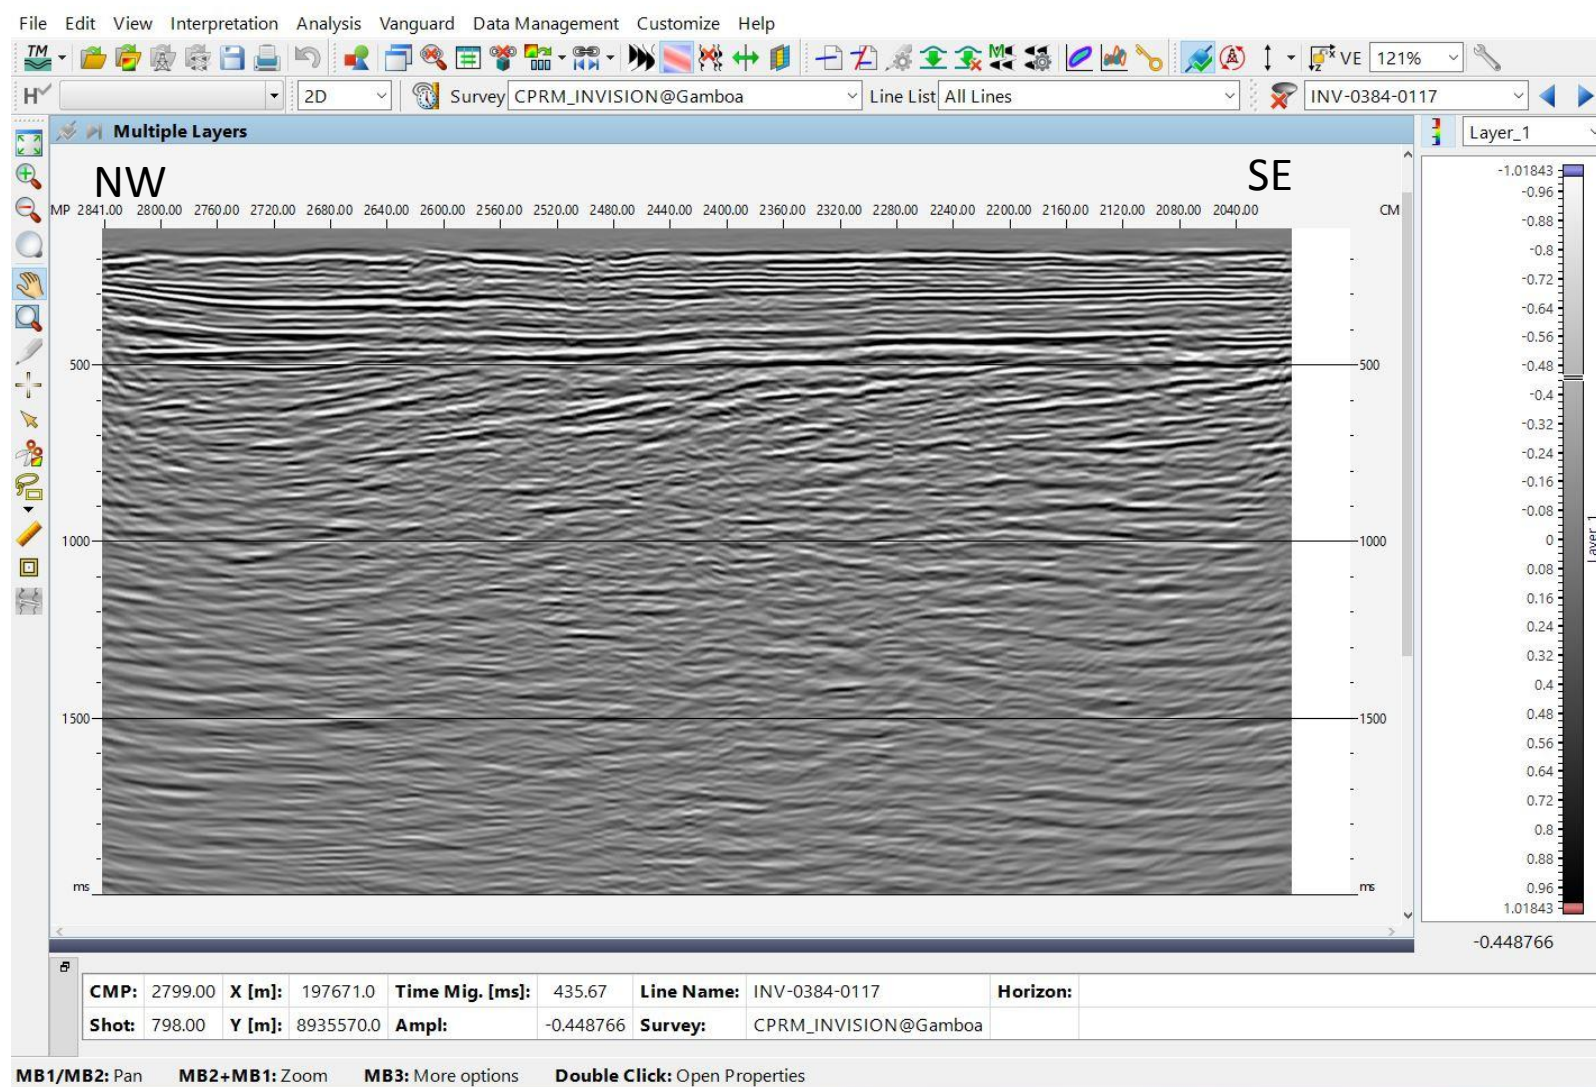 File Edit View Interpretation Analysis Vanguard Data Management Customize Help
TM VE 121%
H 2D Survey CPRM_INVISION@Gamboa Line List All Lines INV-0384-0117
Multiple Layers Layer_1
NW SE
MP 2841.00 2800.00 2760.00 2720.00 2680.00 2640.00 2600.00 2560.00 2520.00 2480.00 2440.00 2400.00 2360.00 2320.00 2280.00 2240.00 2200.00 2160.00 2120.00 2080.00 2040.00 CM
500 500
1000 1000
1500 1500
ms ms
-1.01843
-0.96
-0.88
-0.8
-0.72
-0.64
-0.56
-0.48
-0.4
-0.32
-0.24
-0.16
-0.08
0
0.08
0.16
0.24
0.32
0.4
0.48
0.56
0.64
0.72
0.8
0.88
0.96
1.01843
Layer_1
-0.448766
CMP: 2799.00 X [m]: 197671.0 Time Mig. [ms]: 435.67 Line Name: INV-0384-0117 Horizon:
Shot: 798.00 Y [m]: 8935570.0 Ampl: -0.448766 Survey: CPRM_INVISION@Gamboa
MB1/MB2: Pan MB2+MB1: Zoom MB3: More options Double Click: Open Properties